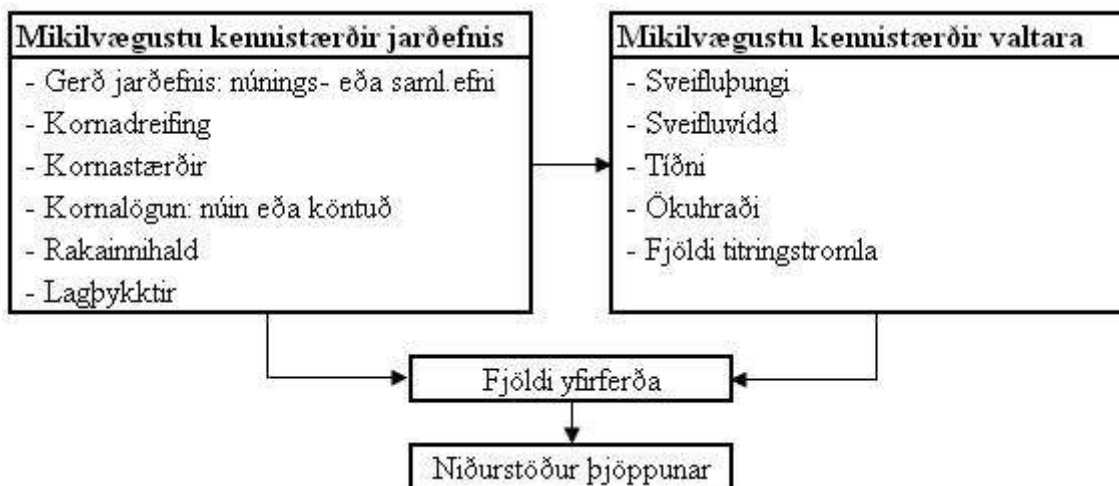 Mikilvægustu kennistærðir jarðefnis
- Gerð jarðefnis: núnings- eða saml.efni
- Kornadreifing
- Kornastærðir
- Kornalögun: núin eða köntuð
- Rakainnihald
- Lagþykktir
Mikilvægustu kennistærðir valtara
- Sveifluþungi
- Sveifluvídd
- Tíðni
- Ökuhraði
- Fjöldi titringstromla
Fjöldi yfirferða
Niðurstöður þjöppunar